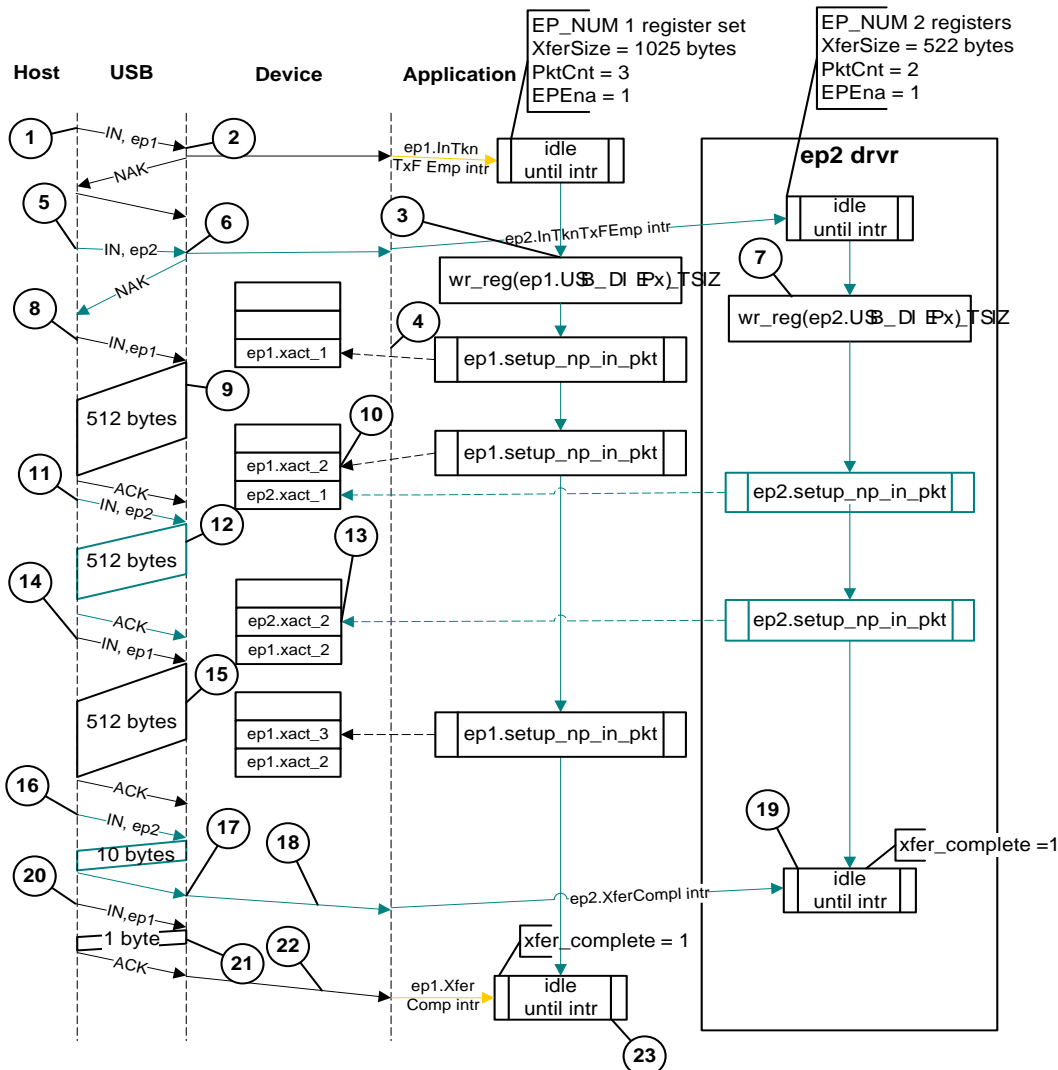 EP_NUM 1 register set
XferSize = 1025 bytes
PktCnt = 3
EPEna = 1
EP_NUM 2 registers
XferSize = 522 bytes
PktCnt = 2
EPEna = 1
Host
USB
Device
Application
1
IN, ep1
2
ep1.InTkn
TxF Emp intr
idle
until intr
ep2 drvr
NAK
5
IN, ep2
6
3
ep2.InTknTxFEmp intr
idle
until intr
NAK
wr_reg(ep1.USB_DIEPx)_TSIZ
7
wr_reg(ep2.USB_DIEPx)_TSIZ
8
IN,ep1
4
ep1.xact_1
ep1.setup_np_in_pkt
9
512 bytes
10
ep1.xact_2
ep2.xact_1
ep1.setup_np_in_pkt
11
ACK
IN, ep2
ep2.setup_np_in_pkt
12
512 bytes
13
14
ACK
IN, ep1
ep2.xact_2
ep1.xact_2
ep2.setup_np_in_pkt
15
512 bytes
ep1.xact_3
ep1.xact_2
ep1.setup_np_in_pkt
16
ACK
IN, ep2
17
18
19
xfer_complete =1
10 bytes
20
ep2.XferCompl intr
idle
until intr
IN,ep1
1 byte
21
22
xfer_complete = 1
ACK
ep1.Xfer
Comp intr
idle
until intr
23